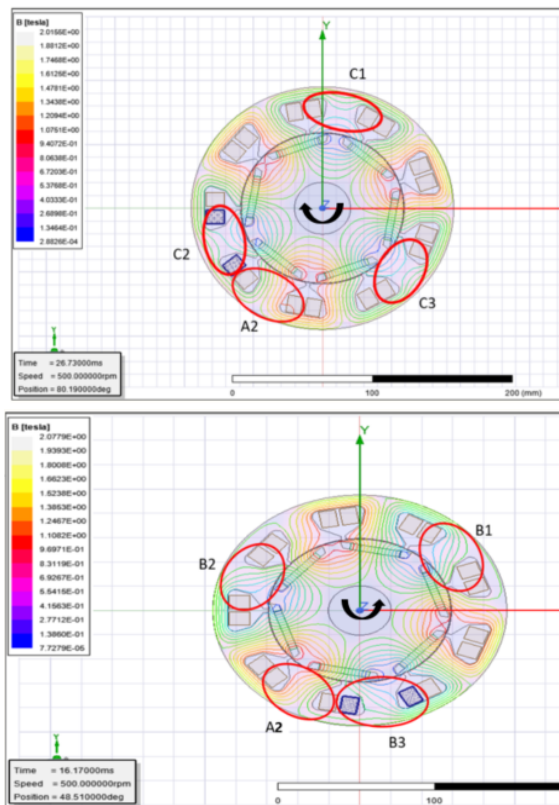 B [tesla]
2.0155E+00
1.8812E+00
1.7468E+00
1.6125E+00
1.4781E+00
1.3438E+00
1.2094E+00
1.0751E+00
9.4072E-01
8.0638E-01
6.7203E-01
5.3768E-01
4.0333E-01
2.6898E-01
1.3464E-01
2.8826E-04
Y
C1
Z
C2
A2
C3
Y
Time = 26.73000ms
Speed = 500.000000rpm
Position = 80.190000deg
0 100 200 (mm)
B [tesla]
2.0779E+00
1.9393E+00
1.8008E+00
1.6623E+00
1.5238E+00
1.3853E+00
1.2467E+00
1.1082E+00
9.6971E-01
8.3119E-01
6.9267E-01
5.5415E-01
4.1563E-01
2.7712E-01
1.3860E-01
7.7279E-05
Y
B1
B2
Z
A2
B3
Y
Time = 16.17000ms
Speed = 500.000000rpm
Position = 48.510000deg
0 100